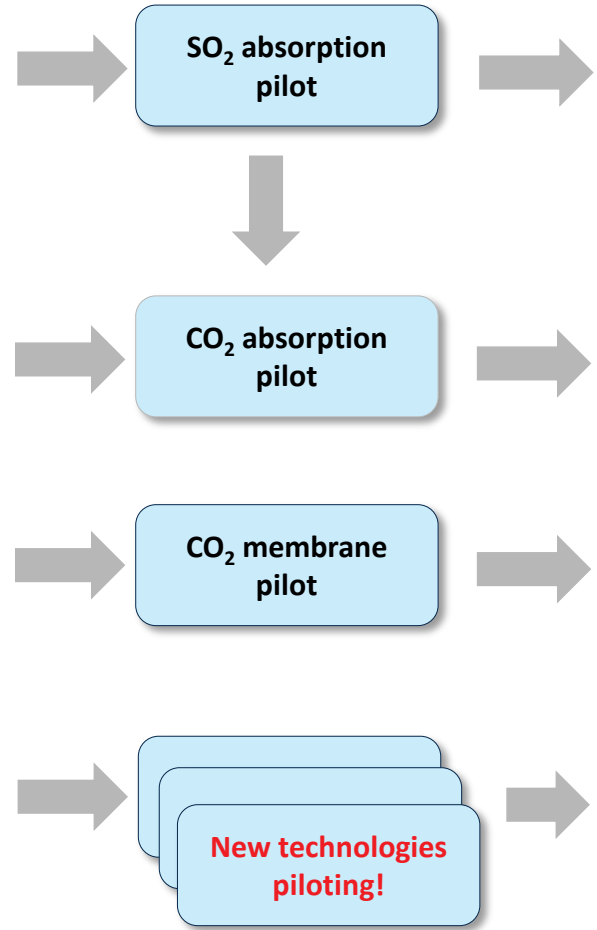 SO₂ absorption
pilot
CO₂ absorption
pilot
CO₂ membrane
pilot
New technologies
piloting!